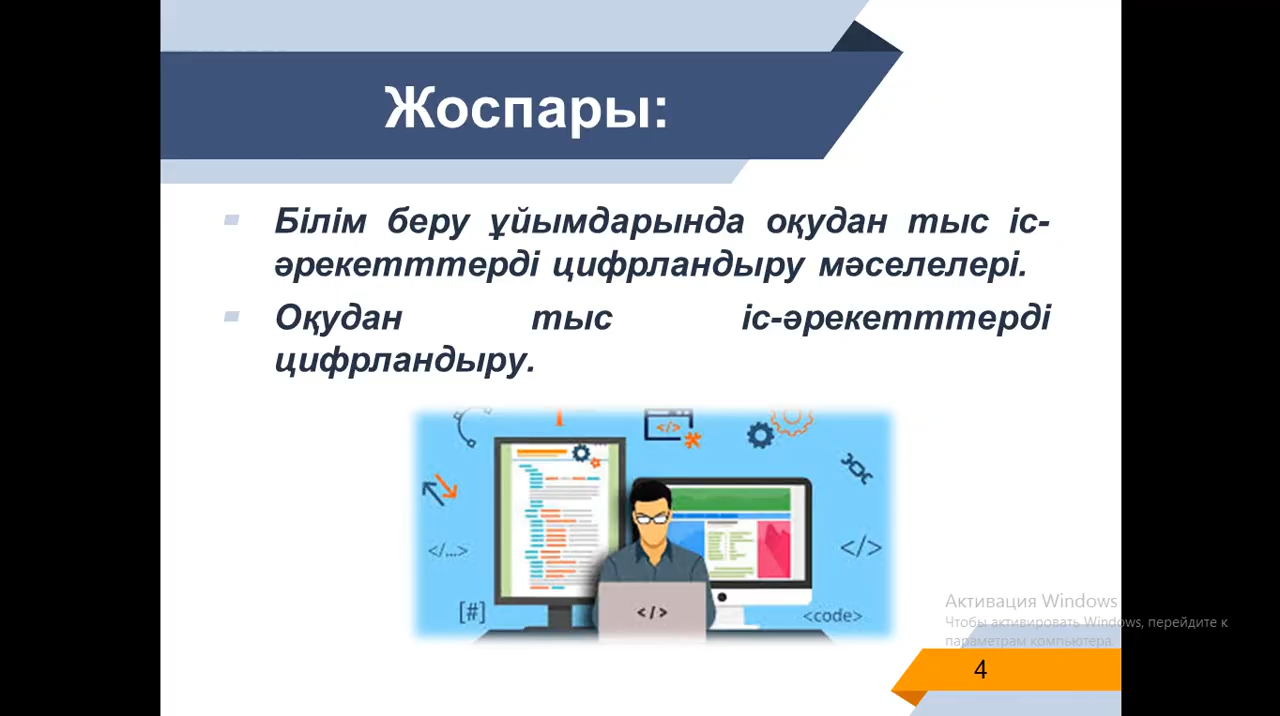 Жоспары:
Білім беру ұйымдарында оқудан тыс іс-
әрекетттерді цифрландыру мәселелері.
Оқудан тыс іс-әрекетттерді
цифрландыру.
</>
</...>
</>
[#]
</>
<code>
Активация Windows
Чтобы активировать Windows, перейдите к
параметрам компьютера.
4